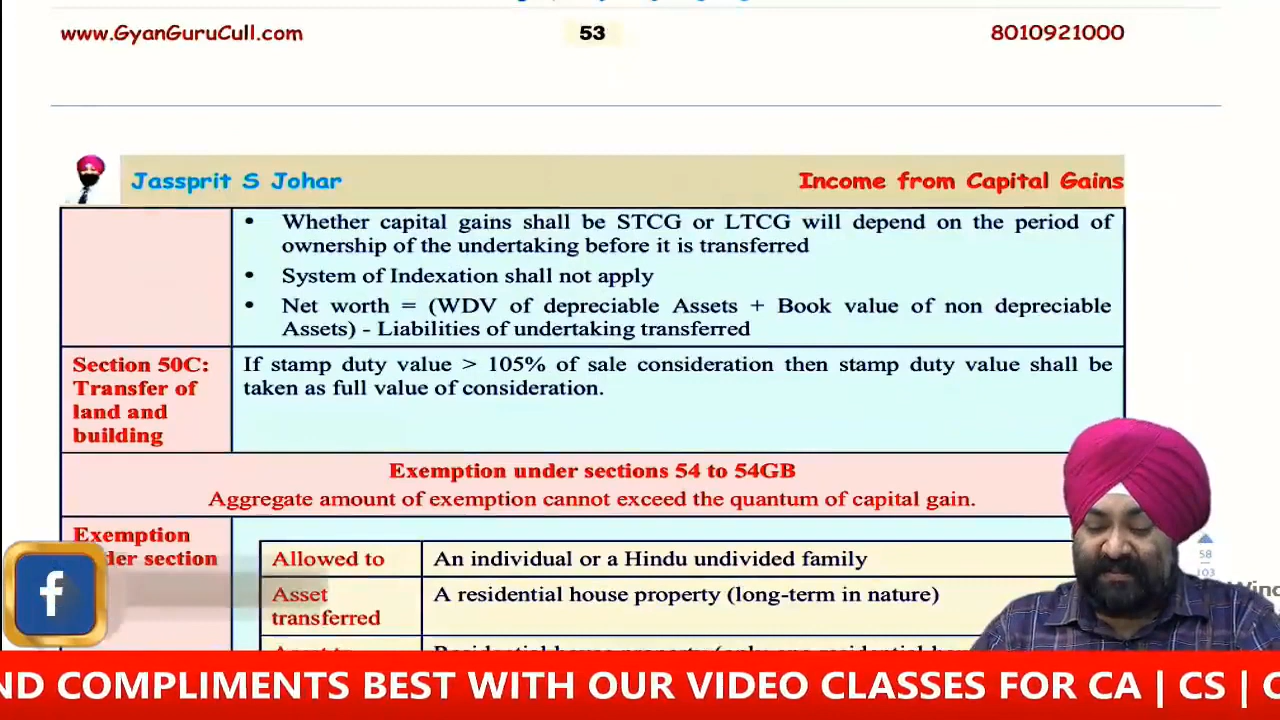 www.GyanGuruCull.com 53 8010921000
Jassprit S Johar Income from Capital Gains
• Whether capital gains shall be STCG or LTCG will depend on the period of
ownership of the undertaking before it is transferred
• System of Indexation shall not apply
• Net worth = (WDV of depreciable Assets + Book value of non depreciable
Assets) - Liabilities of undertaking transferred
Section 50C:
Transfer of
land and
building
If stamp duty value > 105% of sale consideration then stamp duty value shall be
taken as full value of consideration.
Exemption under sections 54 to 54GB
Aggregate amount of exemption cannot exceed the quantum of capital gain.
Exemption
section
Allowed to An individual or a Hindu undivided family
Asset
transferred
A residential house property (long-term in nature)
58
103
f
COMPLIMENTS BEST WITH OUR VIDEO CLASSES FOR CA | CS |